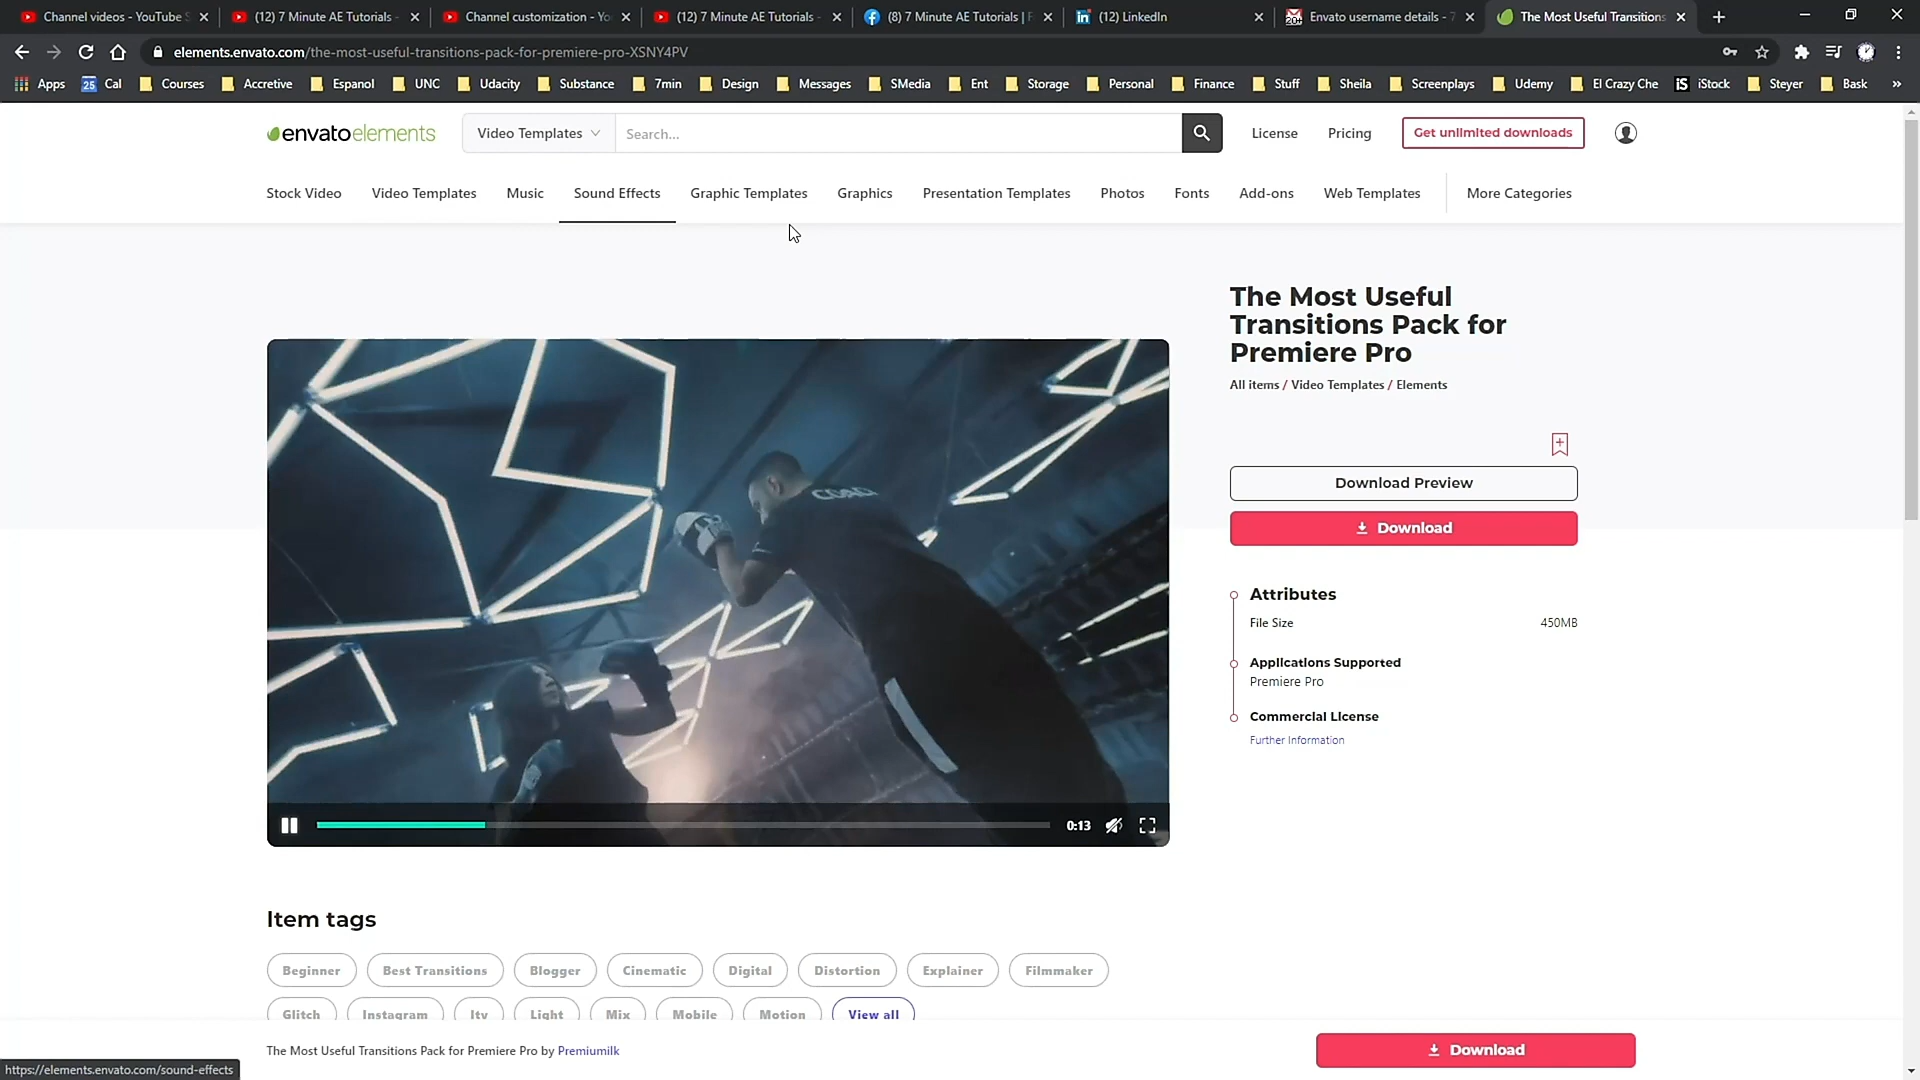 Channel videos - YouTube S
(12) 7 Minute AE Tutorials -
Channel customization - Yo
(12) 7 Minute AE Tutorials -
(8) 7 Minute AE Tutorials | F
(12) LinkedIn
Envato username details - 7
The Most Useful Transitions
elements.envato.com/the-most-useful-transitions-pack-for-premiere-pro-XSNY4PV
Apps
25 Cal
Courses
Accretive
Espanol
UNC
Udacity
Substance
7min
Design
Messages
SMedia
Ent
Storage
Personal
Finance
Stuff
Sheila
Screenplays
Udemy
El Crazy Che
iS iStock
Steyer
Bask
envatoelements
Video Templates
Search...
License
Pricing
Get unlimited downloads
Stock Video
Video Templates
Music
Sound Effects
Graphic Templates
Graphics
Presentation Templates
Photos
Fonts
Add-ons
Web Templates
More Categories
The Most Useful
Transitions Pack for
Premiere Pro
All items / Video Templates / Elements
Download Preview
Download
Attributes
File Size 450MB
Applications Supported
Premiere Pro
Commercial License
Further Information
0:13
Item tags
Beginner
Best Transitions
Blogger
Cinematic
Digital
Distortion
Explainer
Filmmaker
Glitch
Instagram
Itv
Light
Mix
Mobile
Motion
View all
The Most Useful Transitions Pack for Premiere Pro by Premiumilk
Download
https://elements.envato.com/sound-effects